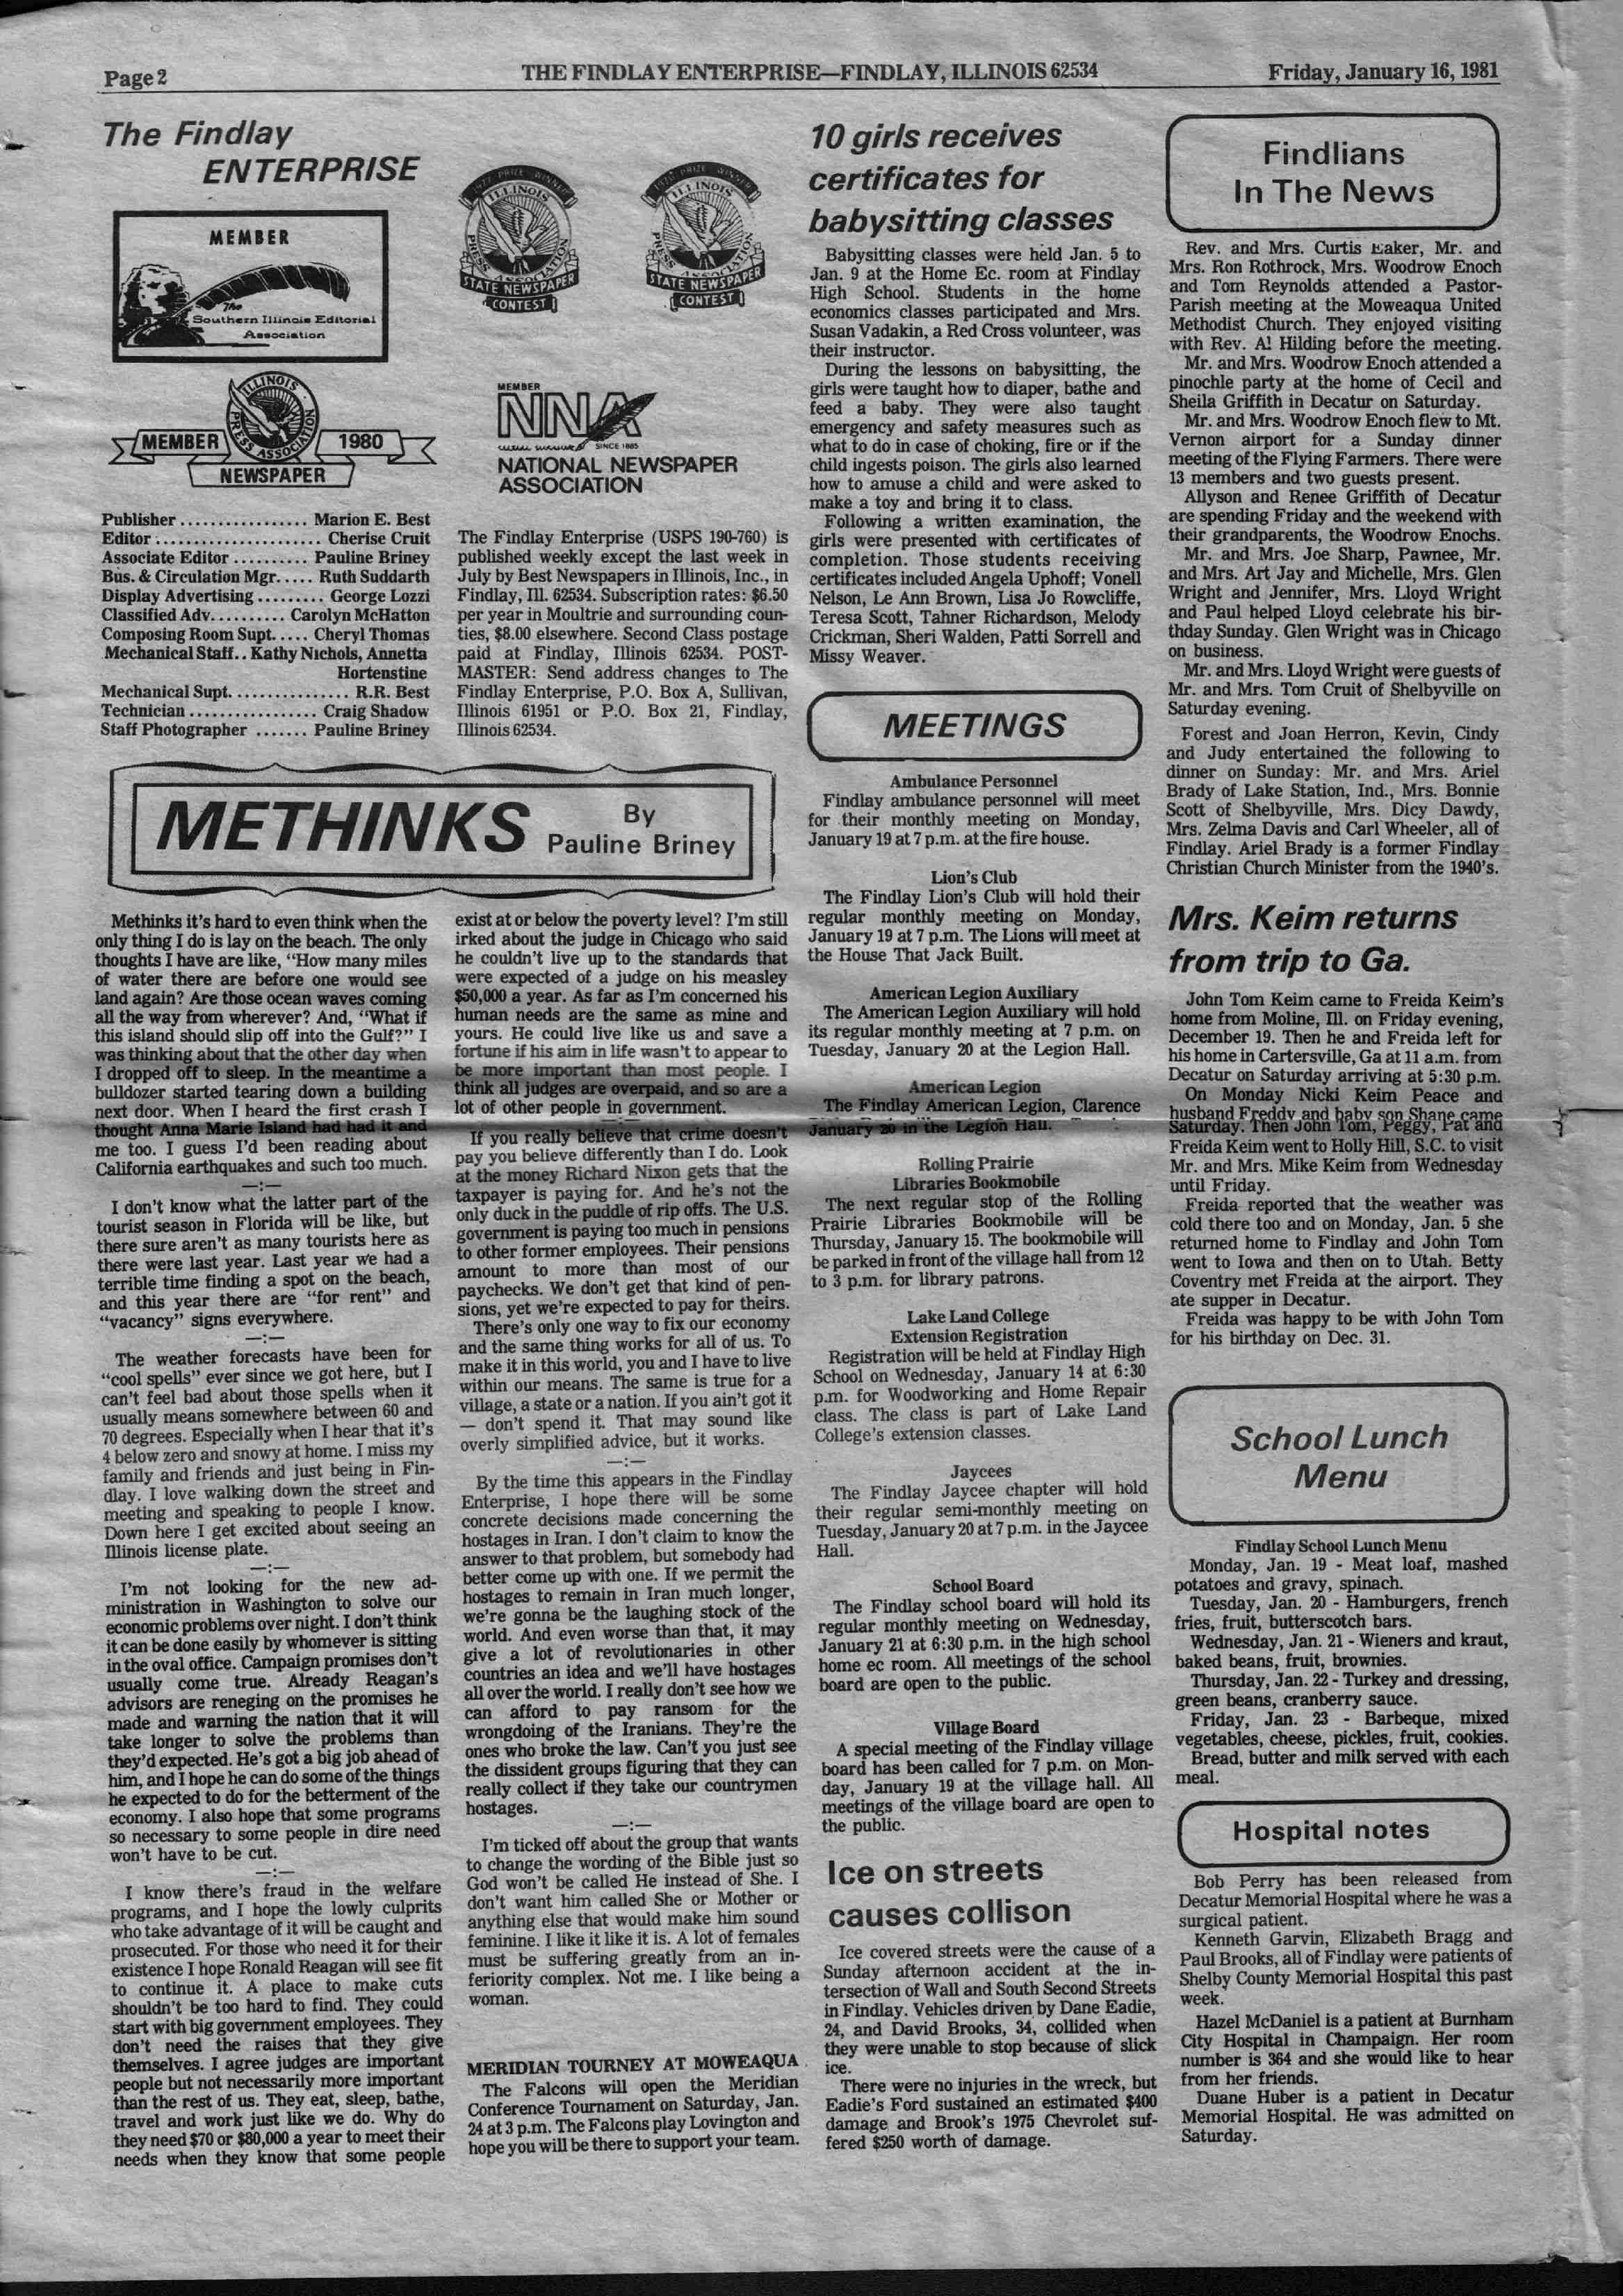 Page 2
THE FINDLAY ENTERPRISE—FINDLAY, ILLINOIS 62534
Friday, January 16, 1981
The Findlay
ENTERPRISE
MEMBER
The
Southern Illinois Editorial
Association
PRIZE WINNER
ILLINOIS
PRESS ASSOCIATION
STATE NEWSPAPER
CONTEST
PRIZE WINNER
ILLINOIS
PRESS ASSOCIATION
STATE NEWSPAPER
CONTEST
ILLINOIS
PRESS ASSOCIATION
MEMBER
1980
NEWSPAPER
MEMBER
NNA
SINCE 1885
NATIONAL NEWSPAPER
ASSOCIATION
Publisher ................. Marion E. Best
Editor ...................... Cherise Cruit
Associate Editor .......... Pauline Briney
Bus. & Circulation Mgr. .... Ruth Suddarth
Display Advertising ......... George Lozzi
Classified Adv. ......... Carolyn McHatton
Composing Room Supt. .... Cheryl Thomas
Mechanical Staff . . Kathy Nichols, Annetta
Hortenstine
Mechanical Supt. ............... R.R. Best
Technician ................. Craig Shadow
Staff Photographer ....... Pauline Briney
The Findlay Enterprise (USPS 190-760) is
published weekly except the last week in
July by Best Newspapers in Illinois, Inc., in
Findlay, Ill. 62534. Subscription rates: $6.50
per year in Moultrie and surrounding coun-
ties, $8.00 elsewhere. Second Class postage
paid at Findlay, Illinois 62534. POST-
MASTER: Send address changes to The
Findlay Enterprise, P.O. Box A, Sullivan,
Illinois 61951 or P.O. Box 21, Findlay,
Illinois 62534.
METHINKS
By
Pauline Briney
Methinks it's hard to even think when the
only thing I do is lay on the beach. The only
thoughts I have are like, "How many miles
of water there are before one would see
land again? Are those ocean waves coming
all the way from wherever? And, "What if
this island should slip off into the Gulf?" I
was thinking about that the other day when
I dropped off to sleep. In the meantime a
bulldozer started tearing down a building
next door. When I heard the first crash I
thought Anna Marie Island had had it and
me too. I guess I'd been reading about
California earthquakes and such too much.
—:—
I don't know what the latter part of the
tourist season in Florida will be like, but
there sure aren't as many tourists here as
there were last year. Last year we had a
terrible time finding a spot on the beach,
and this year there are "for rent" and
"vacancy" signs everywhere.
—:—
The weather forecasts have been for
"cool spells" ever since we got here, but I
can't feel bad about those spells when it
usually means somewhere between 60 and
70 degrees. Especially when I hear that it's
4 below zero and snowy at home. I miss my
family and friends and just being in Fin-
dlay. I love walking down the street and
meeting and speaking to people I know.
Down here I get excited about seeing an
Illinois license plate.
—:—
I'm not looking for the new ad-
ministration in Washington to solve our
economic problems over night. I don't think
it can be done easily by whomever is sitting
in the oval office. Campaign promises don't
usually come true. Already Reagan's
advisors are reneging on the promises he
made and warning the nation that it will
take longer to solve the problems than
they'd expected. He's got a big job ahead of
him, and I hope he can do some of the things
he expected to do for the betterment of the
economy. I also hope that some programs
so necessary to some people in dire need
won't have to be cut.
—:—
I know there's fraud in the welfare
programs, and I hope the lowly culprits
who take advantage of it will be caught and
prosecuted. For those who need it for their
existence I hope Ronald Reagan will see fit
to continue it. A place to make cuts
shouldn't be too hard to find. They could
start with big government employees. They
don't need the raises that they give
themselves. I agree judges are important
people but not necessarily more important
than the rest of us. They eat, sleep, bathe,
travel and work just like we do. Why do
they need $70 or $80,000 a year to meet their
needs when they know that some people
exist at or below the poverty level? I'm still
irked about the judge in Chicago who said
he couldn't live up to the standards that
were expected of a judge on his measley
$50,000 a year. As far as I'm concerned his
human needs are the same as mine and
yours. He could live like us and save a
fortune if his aim in life wasn't to appear to
be more important than most people. I
think all judges are overpaid, and so are a
lot of other people in government.
—:—
If you really believe that crime doesn't
pay you believe differently than I do. Look
at the money Richard Nixon gets that the
taxpayer is paying for. And he's not the
only duck in the puddle of rip offs. The U.S.
government is paying too much in pensions
to other former employees. Their pensions
amount to more than most of our
paychecks. We don't get that kind of pen-
sions, yet we're expected to pay for theirs.
There's only one way to fix our economy
and the same thing works for all of us. To
make it in this world, you and I have to live
within our means. The same is true for a
village, a state or a nation. If you ain't got it
— don't spend it. That may sound like
overly simplified advice, but it works.
—:—
By the time this appears in the Findlay
Enterprise, I hope there will be some
concrete decisions made concerning the
hostages in Iran. I don't claim to know the
answer to that problem, but somebody had
better come up with one. If we permit the
hostages to remain in Iran much longer,
we're gonna be the laughing stock of the
world. And even worse than that, it may
give a lot of revolutionaries in other
countries an idea and we'll have hostages
all over the world. I really don't see how we
can afford to pay ransom for the
wrongdoing of the Iranians. They're the
ones who broke the law. Can't you just see
the dissident groups figuring that they can
really collect if they take our countrymen
hostages.
—:—
I'm ticked off about the group that wants
to change the wording of the Bible just so
God won't be called He instead of She. I
don't want him called She or Mother or
anything else that would make him sound
feminine. I like it like it is. A lot of females
must be suffering greatly from an in-
feriority complex. Not me. I like being a
woman.
MERIDIAN TOURNEY AT MOWEAQUA
The Falcons will open the Meridian
Conference Tournament on Saturday, Jan.
24 at 3 p.m. The Falcons play Lovington and
hope you will be there to support your team.
10 girls receives
certificates for
babysitting classes
Babysitting classes were held Jan. 5 to
Jan. 9 at the Home Ec. room at Findlay
High School. Students in the home
economics classes participated and Mrs.
Susan Vadakin, a Red Cross volunteer, was
their instructor.
During the lessons on babysitting, the
girls were taught how to diaper, bathe and
feed a baby. They were also taught
emergency and safety measures such as
what to do in case of choking, fire or if the
child ingests poison. The girls also learned
how to amuse a child and were asked to
make a toy and bring it to class.
Following a written examination, the
girls were presented with certificates of
completion. Those students receiving
certificates included Angela Uphoff; Vonell
Nelson, Le Ann Brown, Lisa Jo Rowcliffe,
Teresa Scott, Tahner Richardson, Melody
Crickman, Sheri Walden, Patti Sorrell and
Missy Weaver.
MEETINGS
Ambulance Personnel
Findlay ambulance personnel will meet
for their monthly meeting on Monday,
January 19 at 7 p.m. at the fire house.
Lion's Club
The Findlay Lion's Club will hold their
regular monthly meeting on Monday,
January 19 at 7 p.m. The Lions will meet at
the House That Jack Built.
American Legion Auxiliary
The American Legion Auxiliary will hold
its regular monthly meeting at 7 p.m. on
Tuesday, January 20 at the Legion Hall.
American Legion
The Findlay American Legion, Clarence
January 20 in the Legion Hall.
Rolling Prairie
Libraries Bookmobile
The next regular stop of the Rolling
Prairie Libraries Bookmobile will be
Thursday, January 15. The bookmobile will
be parked in front of the village hall from 12
to 3 p.m. for library patrons.
Lake Land College
Extension Registration
Registration will be held at Findlay High
School on Wednesday, January 14 at 6:30
p.m. for Woodworking and Home Repair
class. The class is part of Lake Land
College's extension classes.
Jaycees
The Findlay Jaycee chapter will hold
their regular semi-monthly meeting on
Tuesday, January 20 at 7 p.m. in the Jaycee
Hall.
School Board
The Findlay school board will hold its
regular monthly meeting on Wednesday,
January 21 at 6:30 p.m. in the high school
home ec room. All meetings of the school
board are open to the public.
Village Board
A special meeting of the Findlay village
board has been called for 7 p.m. on Mon-
day, January 19 at the village hall. All
meetings of the village board are open to
the public.
Ice on streets
causes collison
Ice covered streets were the cause of a
Sunday afternoon accident at the in-
tersection of Wall and South Second Streets
in Findlay. Vehicles driven by Dane Eadie,
24, and David Brooks, 34, collided when
they were unable to stop because of slick
ice.
There were no injuries in the wreck, but
Eadie's Ford sustained an estimated $400
damage and Brook's 1975 Chevrolet suf-
fered $250 worth of damage.
Findlians
In The News
Rev. and Mrs. Curtis Eaker, Mr. and
Mrs. Ron Rothrock, Mrs. Woodrow Enoch
and Tom Reynolds attended a Pastor-
Parish meeting at the Moweaqua United
Methodist Church. They enjoyed visiting
with Rev. Al Hilding before the meeting.
Mr. and Mrs. Woodrow Enoch attended a
pinochle party at the home of Cecil and
Sheila Griffith in Decatur on Saturday.
Mr. and Mrs. Woodrow Enoch flew to Mt.
Vernon airport for a Sunday dinner
meeting of the Flying Farmers. There were
13 members and two guests present.
Allyson and Renee Griffith of Decatur
are spending Friday and the weekend with
their grandparents, the Woodrow Enochs.
Mr. and Mrs. Joe Sharp, Pawnee, Mr.
and Mrs. Art Jay and Michelle, Mrs. Glen
Wright and Jennifer, Mrs. Lloyd Wright
and Paul helped Lloyd celebrate his bir-
thday Sunday. Glen Wright was in Chicago
on business.
Mr. and Mrs. Lloyd Wright were guests of
Mr. and Mrs. Tom Cruit of Shelbyville on
Saturday evening.
Forest and Joan Herron, Kevin, Cindy
and Judy entertained the following to
dinner on Sunday: Mr. and Mrs. Ariel
Brady of Lake Station, Ind., Mrs. Bonnie
Scott of Shelbyville, Mrs. Dicy Dawdy,
Mrs. Zelma Davis and Carl Wheeler, all of
Findlay. Ariel Brady is a former Findlay
Christian Church Minister from the 1940's.
Mrs. Keim returns
from trip to Ga.
John Tom Keim came to Freida Keim's
home from Moline, Ill. on Friday evening,
December 19. Then he and Freida left for
his home in Cartersville, Ga at 11 a.m. from
Decatur on Saturday arriving at 5:30 p.m.
On Monday Nicki Keim Peace and
husband Freddy and baby son Shane came
Saturday. Then John Tom, Peggy, Pat and
Freida Keim went to Holly Hill, S.C. to visit
Mr. and Mrs. Mike Keim from Wednesday
until Friday.
Freida reported that the weather was
cold there too and on Monday, Jan. 5 she
returned home to Findlay and John Tom
went to Iowa and then on to Utah. Betty
Coventry met Freida at the airport. They
ate supper in Decatur.
Freida was happy to be with John Tom
for his birthday on Dec. 31.
School Lunch
Menu
Findlay School Lunch Menu
Monday, Jan. 19 - Meat loaf, mashed
potatoes and gravy, spinach.
Tuesday, Jan. 20 - Hamburgers, french
fries, fruit, butterscotch bars.
Wednesday, Jan. 21 - Wieners and kraut,
baked beans, fruit, brownies.
Thursday, Jan. 22 - Turkey and dressing,
green beans, cranberry sauce.
Friday, Jan. 23 - Barbeque, mixed
vegetables, cheese, pickles, fruit, cookies.
Bread, butter and milk served with each
meal.
Hospital notes
Bob Perry has been released from
Decatur Memorial Hospital where he was a
surgical patient.
Kenneth Garvin, Elizabeth Bragg and
Paul Brooks, all of Findlay were patients of
Shelby County Memorial Hospital this past
week.
Hazel McDaniel is a patient at Burnham
City Hospital in Champaign. Her room
number is 364 and she would like to hear
from her friends.
Duane Huber is a patient in Decatur
Memorial Hospital. He was admitted on
Saturday.